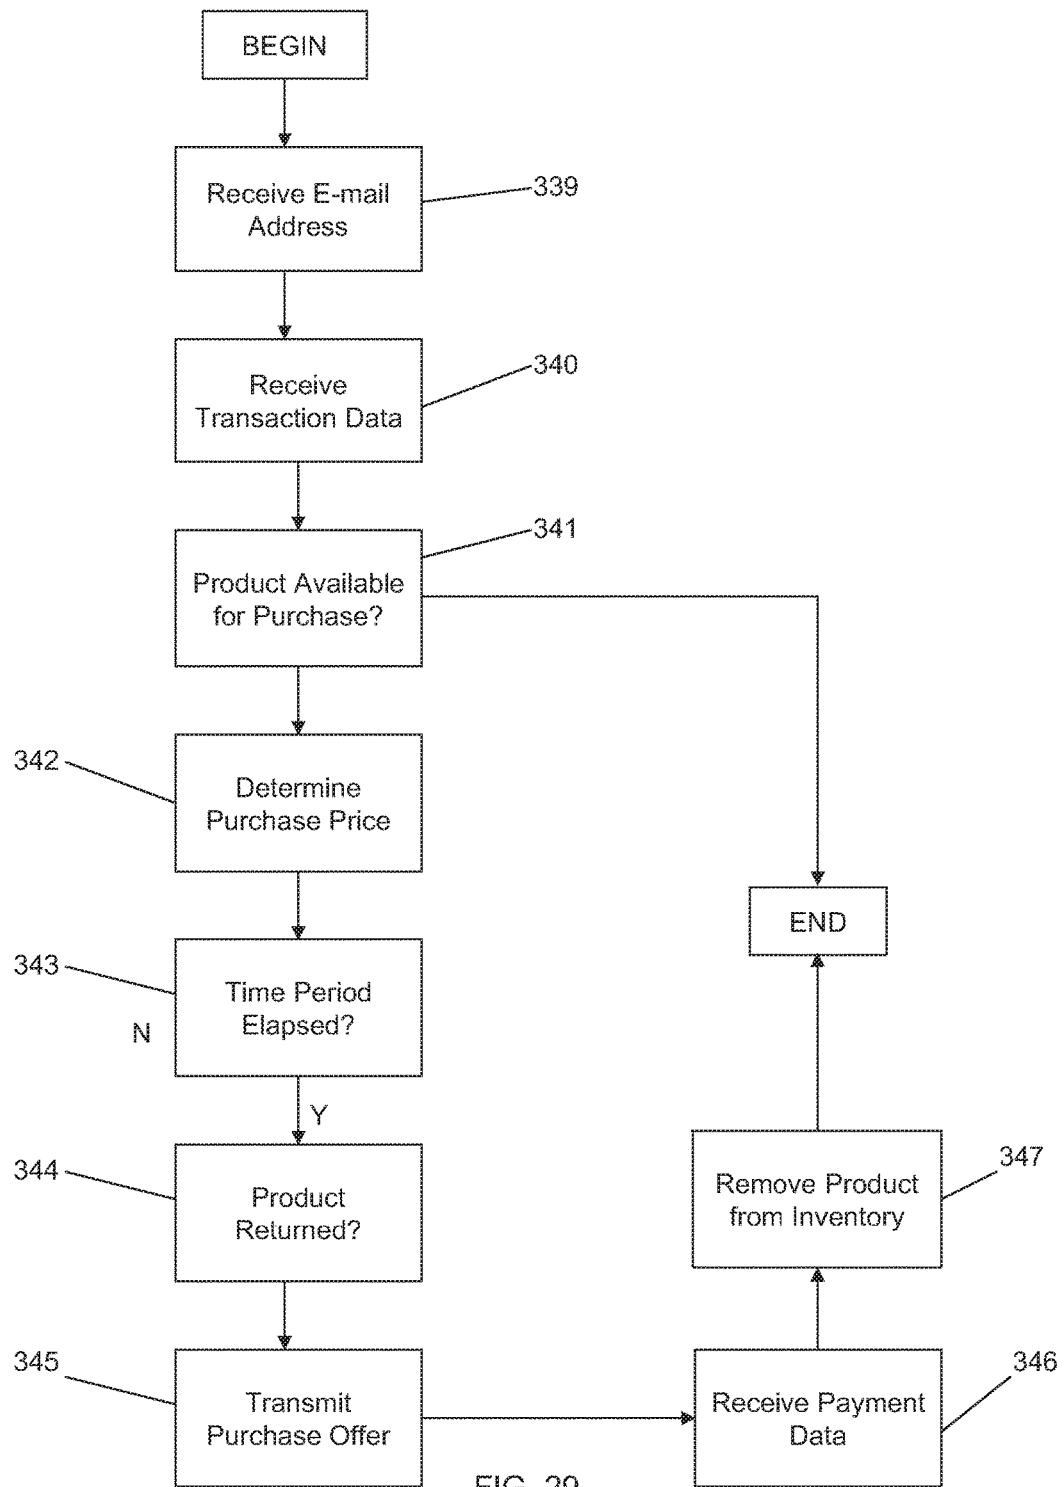 BEGIN
Receive E-mail
Address
339
Receive
Transaction Data
340
Product Available
for Purchase?
341
342
Determine
Purchase Price
343
Time Period
Elapsed?
N
Y
END
344
Product
Returned?
Remove Product
from Inventory
347
345
Transmit
Purchase Offer
Receive Payment
Data
346
FIG. 29